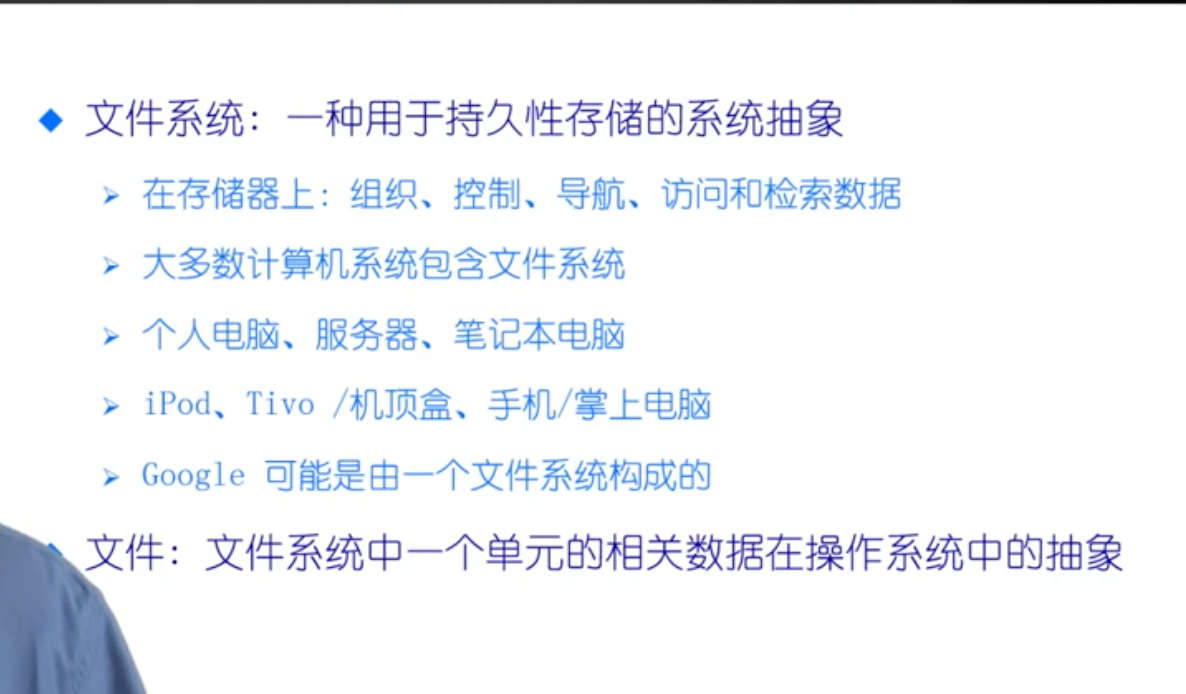 文件系统：一种用于持久性存储的系统抽象
在存储器上：组织、控制、导航、访问和检索数据
大多数计算机系统包含文件系统
个人电脑、服务器、笔记本电脑
iPod、Tivo /机顶盒、手机/掌上电脑
Google 可能是由一个文件系统构成的
文件：文件系统中一个单元的相关数据在操作系统中的抽象